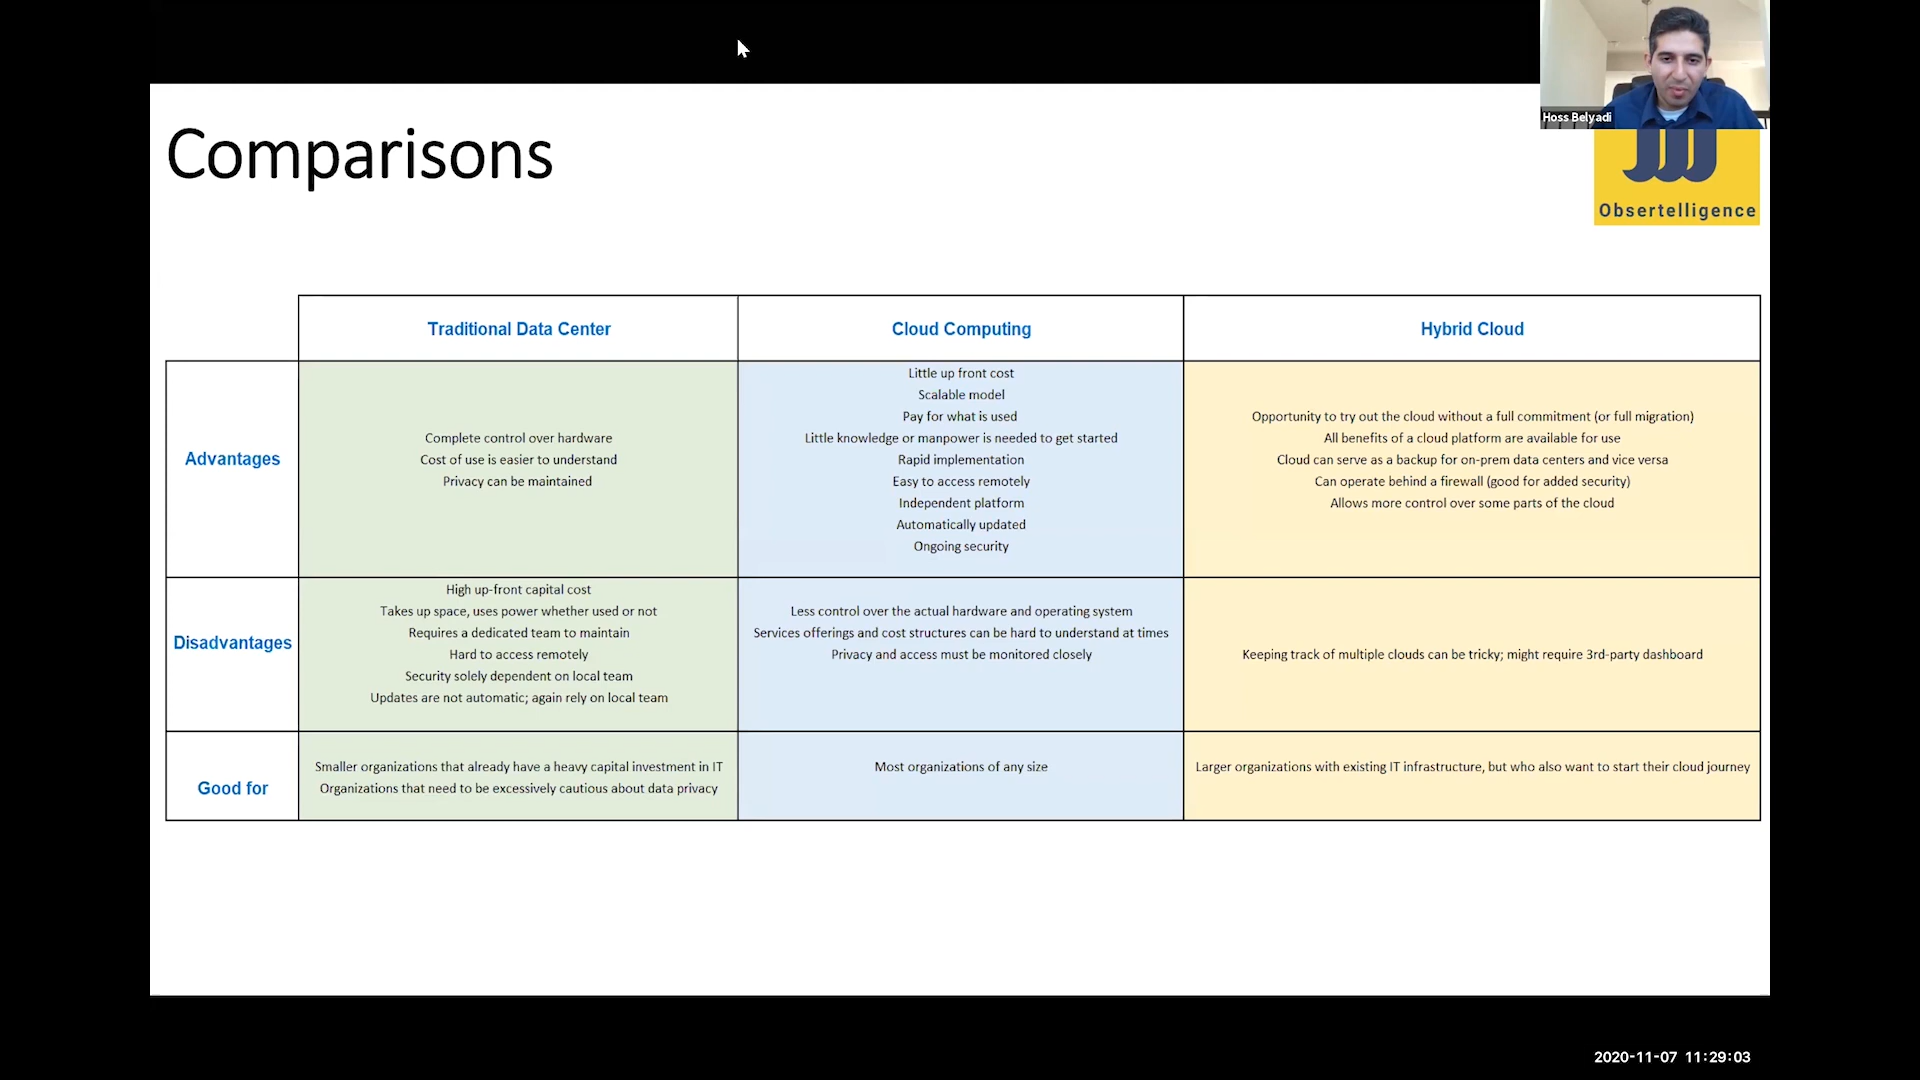 Hoss Belyadi
Comparisons
Obsertelligence
Traditional Data Center
Cloud Computing
Hybrid Cloud
Advantages
Complete control over hardware
Cost of use is easier to understand
Privacy can be maintained
Little up front cost
Scalable model
Pay for what is used
Little knowledge or manpower is needed to get started
Rapid implementation
Easy to access remotely
Independent platform
Automatically updated
Ongoing security
Opportunity to try out the cloud without a full commitment (or full migration)
All benefits of a cloud platform are available for use
Cloud can serve as a backup for on-prem data centers and vice versa
Can operate behind a firewall (good for added security)
Allows more control over some parts of the cloud
Disadvantages
High up-front capital cost
Takes up space, uses power whether used or not
Requires a dedicated team to maintain
Hard to access remotely
Security solely dependent on local team
Updates are not automatic; again rely on local team
Less control over the actual hardware and operating system
Services offerings and cost structures can be hard to understand at times
Privacy and access must be monitored closely
Keeping track of multiple clouds can be tricky; might require 3rd-party dashboard
Good for
Smaller organizations that already have a heavy capital investment in IT
Organizations that need to be excessively cautious about data privacy
Most organizations of any size
Larger organizations with existing IT infrastructure, but who also want to start their cloud journey
2020-11-07 11:29:03